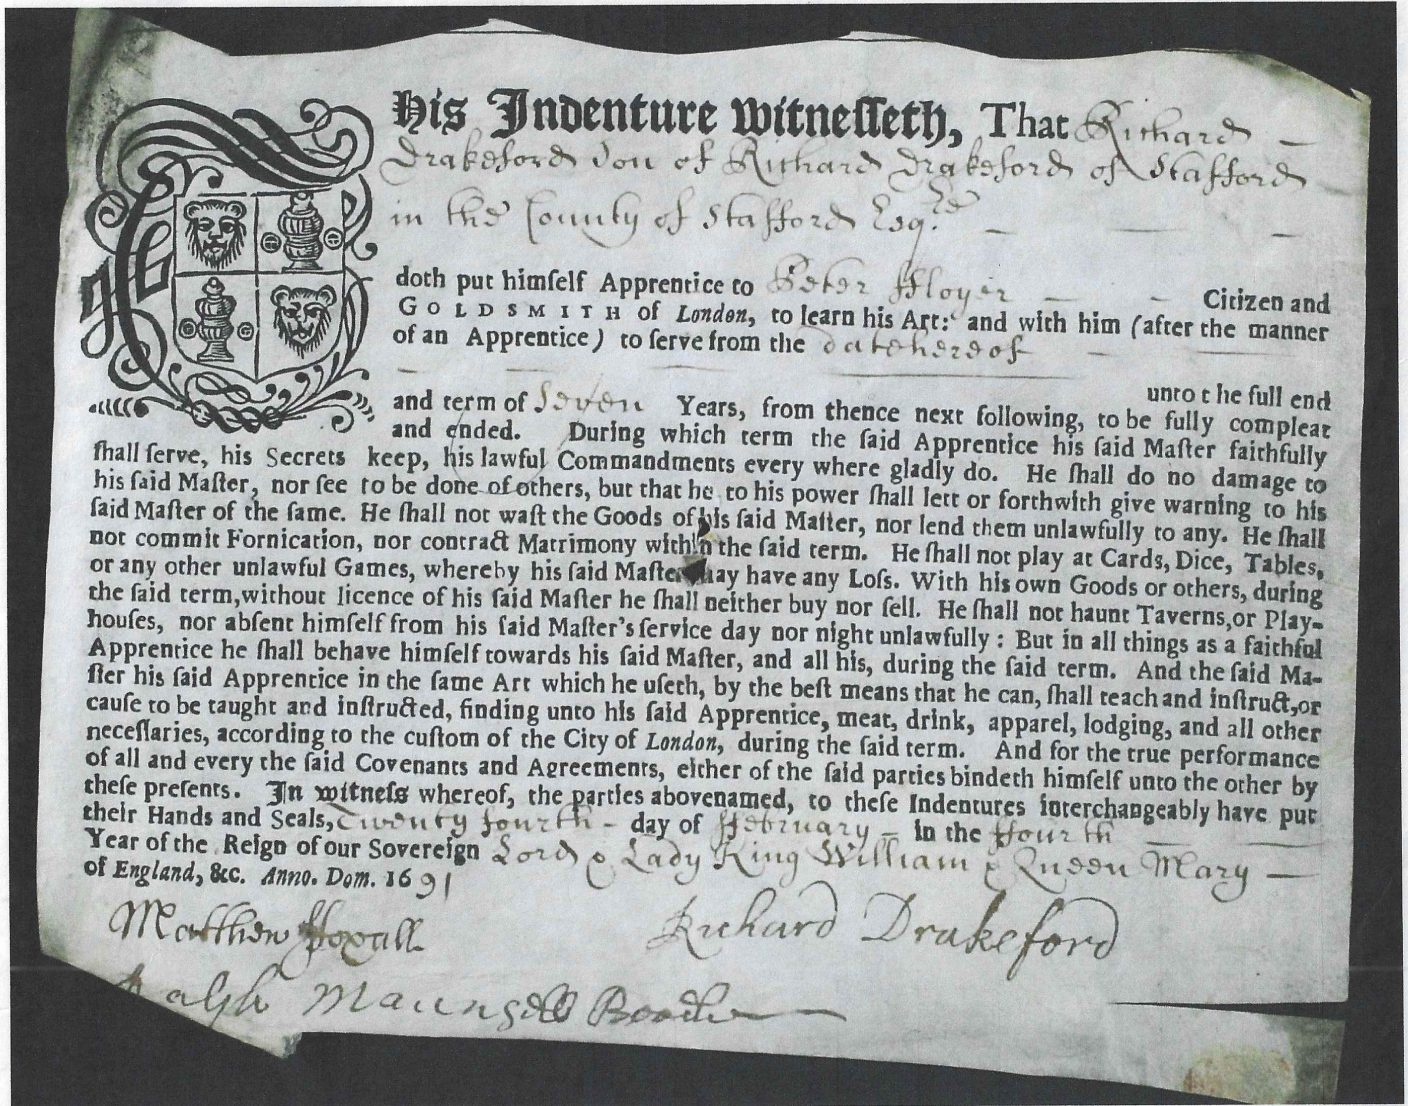 This Indenture Witneſſeth, That Richard
Drakeford Son of Richard Drakeford of Stafford
in the County of Stafford Esq.re
doth put himſelf Apprentice to Peter Floyer Citizen and
GOLDSMITH of London, to learn his Art: and with him (after the manner
of an Apprentice) to ſerve from the date hereof
unto the full end
and term of Seven Years, from thence next following, to be fully compleat
and ended. During which term the ſaid Apprentice his ſaid Maſter faithfully
ſhall ſerve, his Secrets keep, his lawful Commandments every where gladly do. He ſhall do no damage to
his ſaid Maſter, nor ſee to be done of others, but that he to his power ſhall lett or forthwith give warning to his
ſaid Maſter of the ſame. He ſhall not waſt the Goods of his ſaid Maſter, nor lend them unlawfully to any. He ſhall
not commit Fornication, nor contract Matrimony within the ſaid term. He ſhall not play at Cards, Dice, Tables,
or any other unlawful Games, whereby his ſaid Maſter may have any Loſs. With his own Goods or others, during
the ſaid term, without licence of his ſaid Maſter he ſhall neither buy nor ſell. He ſhall not haunt Taverns, or Play-
houſes, nor abſent himſelf from his ſaid Maſter's ſervice day nor night unlawfully: But in all things as a faithful
Apprentice he ſhall behave himſelf towards his ſaid Maſter, and all his, during the ſaid term. And the ſaid Ma-
ſter his ſaid Apprentice in the ſame Art which he uſeth, by the beſt means that he can, ſhall teach and inſtruct, or
cauſe to be taught and inſtructed, finding unto his ſaid Apprentice, meat, drink, apparel, lodging, and all other
neceſſaries, according to the cuſtom of the City of London, during the ſaid term. And for the true performance
of all and every the ſaid Covenants and Agreements, either of the ſaid parties bindeth himſelf unto the other by
theſe preſents. In witneſs whereof, the parties abovenamed, to theſe Indentures interchangeably have put
their Hands and Seals, Twenty fourth day of February in the Fourth
Year of the Reign of our Sovereign Lord & Lady King William & Queen Mary
of England, &c. Anno. Dom. 1691
Matthew Foxall Richard Drakeford
Ralph Maunsell